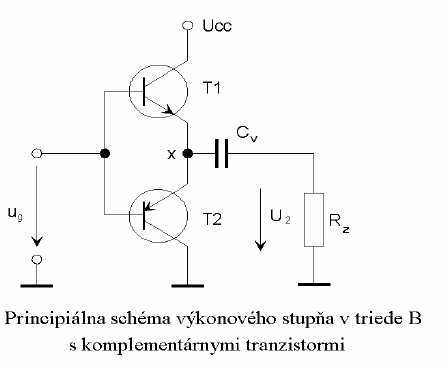 Ucc
T1
x
Cv
ug
T2
U2
Rz
Principiálna schéma výkonového stupňa v triede B
s komplementárnymi tranzistormi